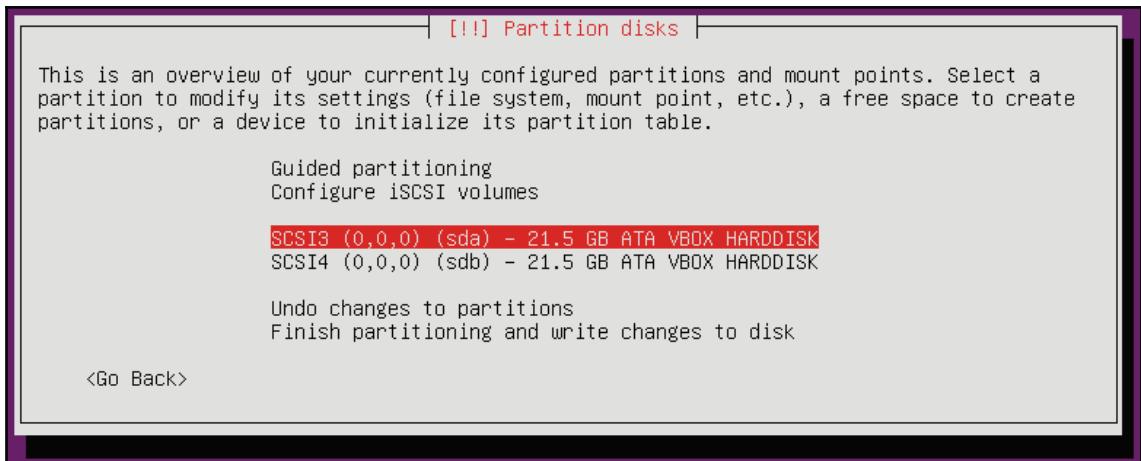 [!!] Partition disks
This is an overview of your currently configured partitions and mount points. Select a
partition to modify its settings (file system, mount point, etc.), a free space to create
partitions, or a device to initialize its partition table.
Guided partitioning
Configure iSCSI volumes
SCSI3 (0,0,0) (sda) - 21.5 GB ATA VBOX HARDDISK
SCSI4 (0,0,0) (sdb) - 21.5 GB ATA VBOX HARDDISK
Undo changes to partitions
Finish partitioning and write changes to disk
<Go Back>